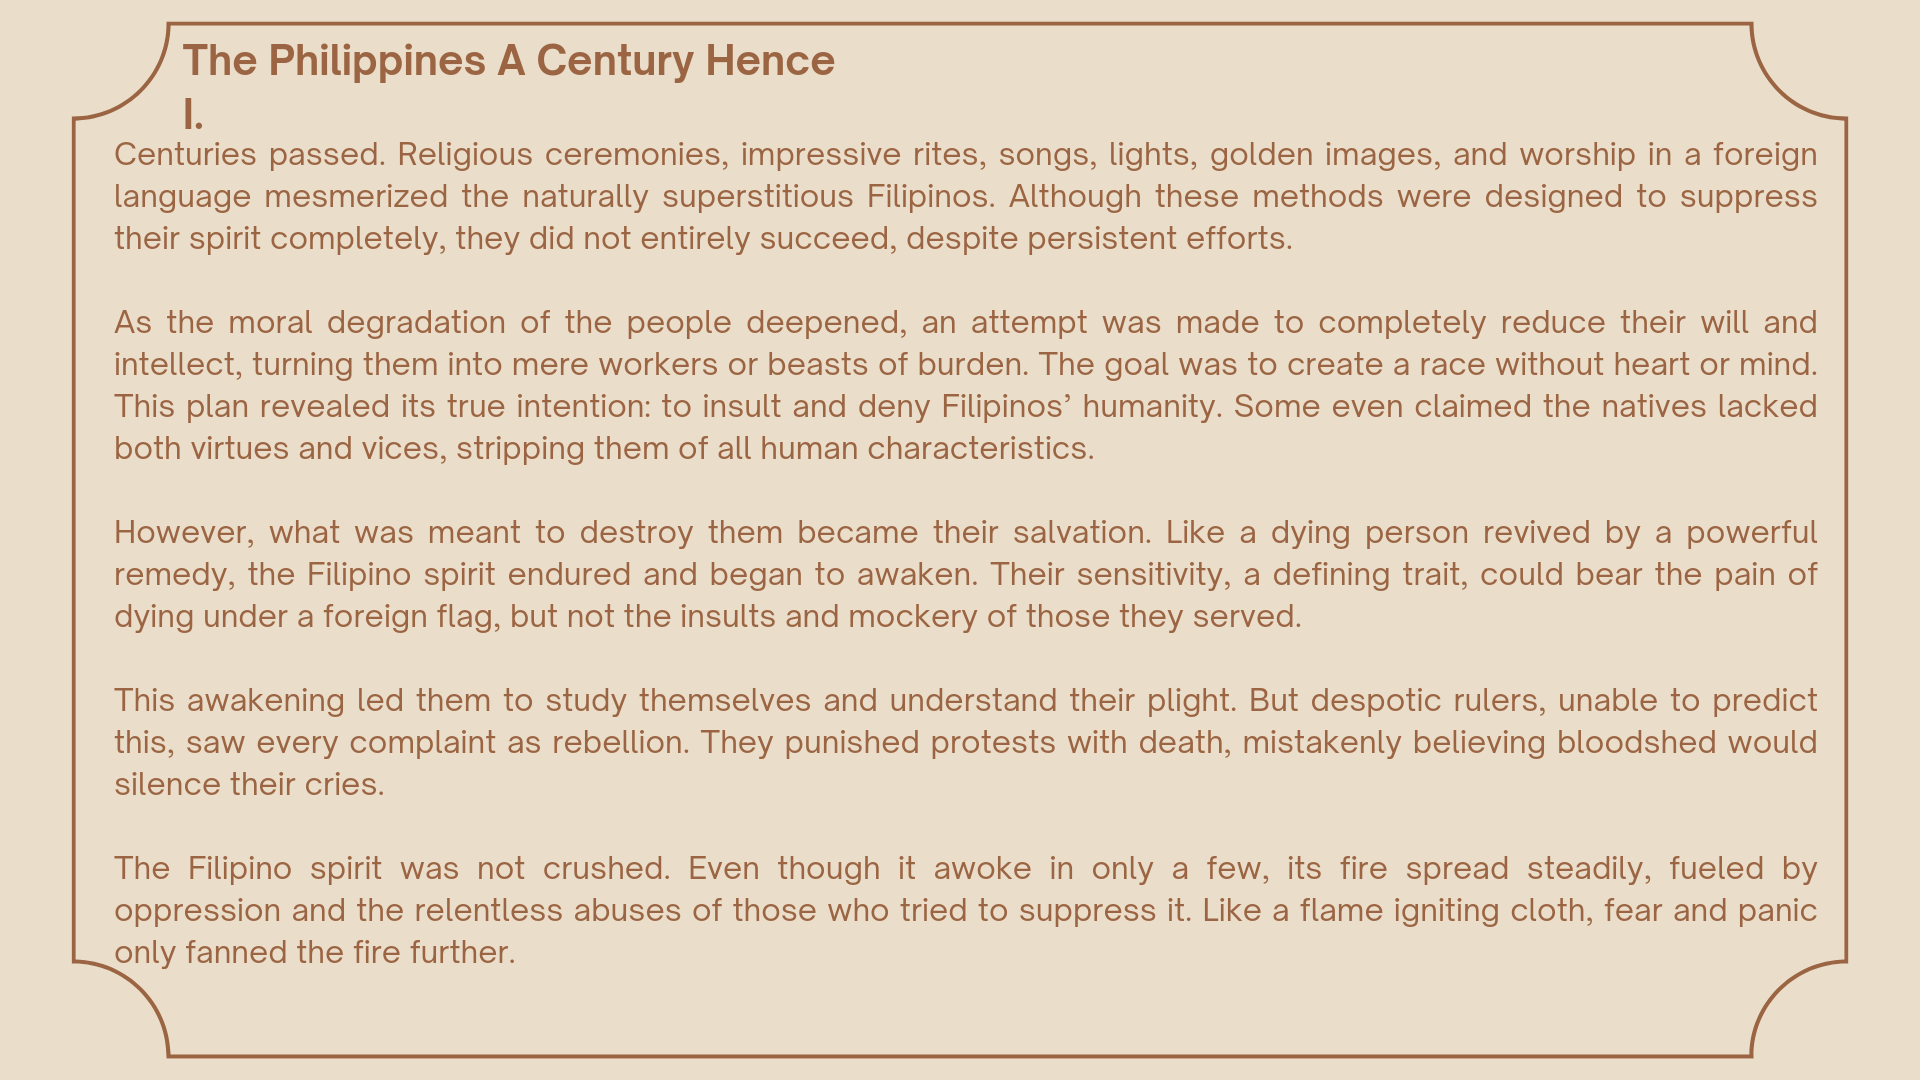 The Philippines A Century Hence
I.
Centuries passed. Religious ceremonies, impressive rites, songs, lights, golden images, and worship in a foreign
language mesmerized the naturally superstitious Filipinos. Although these methods were designed to suppress
their spirit completely, they did not entirely succeed, despite persistent efforts.
As the moral degradation of the people deepened, an attempt was made to completely reduce their will and
intellect, turning them into mere workers or beasts of burden. The goal was to create a race without heart or mind.
This plan revealed its true intention: to insult and deny Filipinos’ humanity. Some even claimed the natives lacked
both virtues and vices, stripping them of all human characteristics.
However, what was meant to destroy them became their salvation. Like a dying person revived by a powerful
remedy, the Filipino spirit endured and began to awaken. Their sensitivity, a defining trait, could bear the pain of
dying under a foreign flag, but not the insults and mockery of those they served.
This awakening led them to study themselves and understand their plight. But despotic rulers, unable to predict
this, saw every complaint as rebellion. They punished protests with death, mistakenly believing bloodshed would
silence their cries.
The Filipino spirit was not crushed. Even though it awoke in only a few, its fire spread steadily, fueled by
oppression and the relentless abuses of those who tried to suppress it. Like a flame igniting cloth, fear and panic
only fanned the fire further.